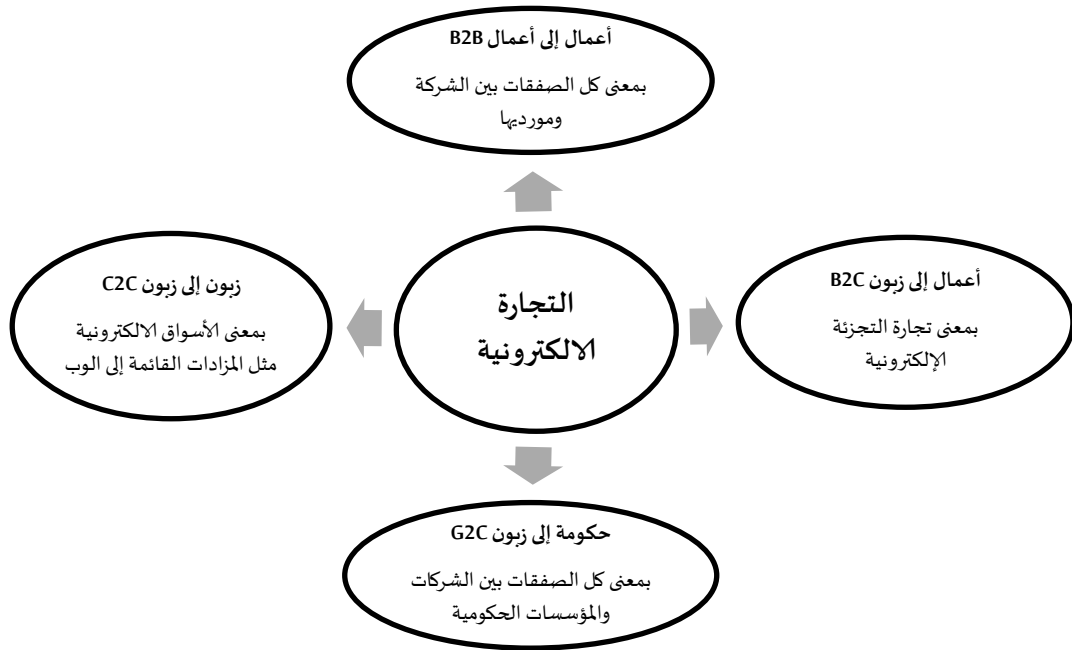 أعمال إلى أعمال B2B
بمعنى كل الصفقات بين الشركة
ومورديها
أعمال إلى زبون B2C
بمعنى تجارة التجزئة
الإلكترونية
التجارة
الالكترونية
زبون إلى زبون C2C
بمعنى الأسواق الالكترونية
مثل المزادات القائمة إلى الوب
حكومة إلى زبون G2C
بمعنى كل الصفقات بين الشركات
والمؤسسات الحكومية